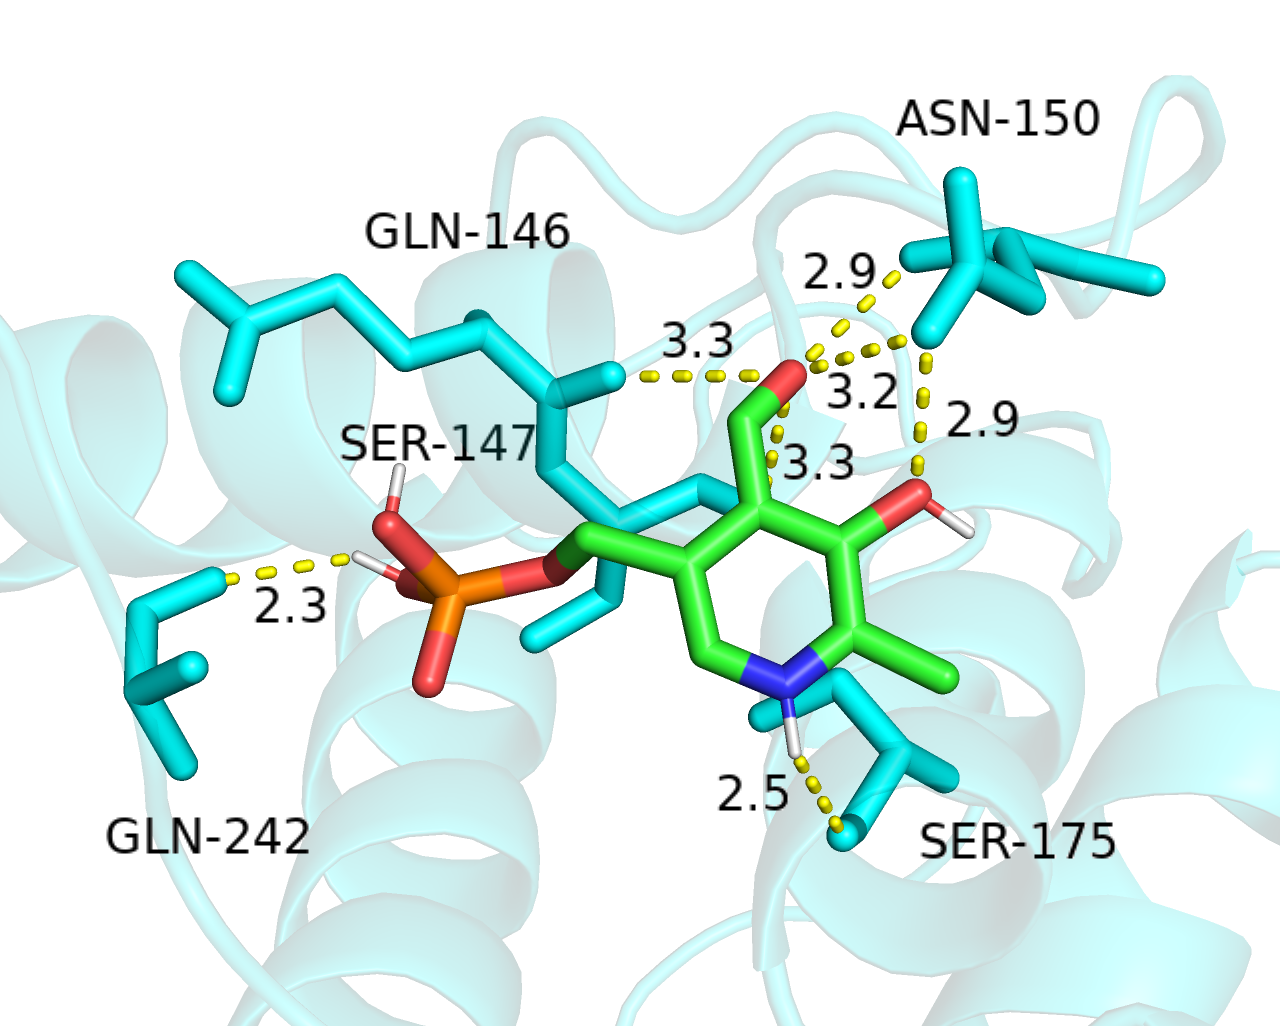 ASN-150
GLN-146
2.9
3.3
3.2
2.9
SER-147
3.3
2.3
2.5
GLN-242
SER-175